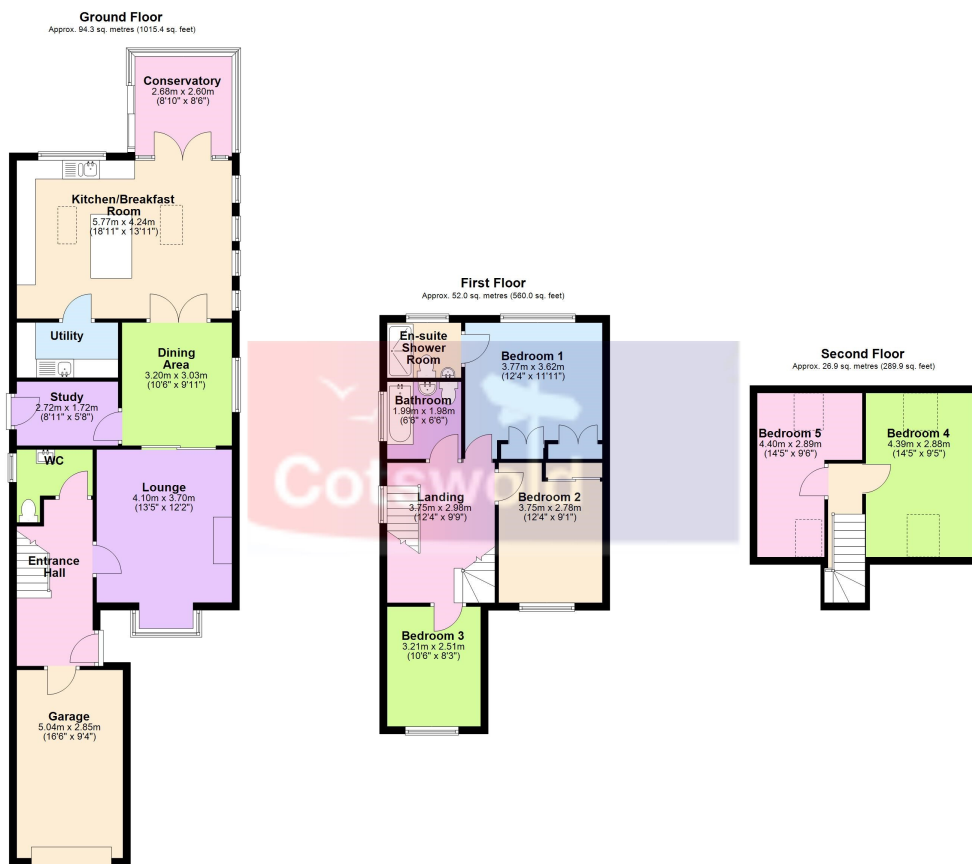 Ground Floor
Approx. 94.3 sq. metres (1015.4 sq. feet)
Conservatory
2.68m x 2.60m
(8'10" x 8'6")
Kitchen/Breakfast
Room
5.77m x 4.24m
(18'11" x 13'11")
Utility
Dining
Area
3.20m x 3.03m
(10'6" x 9'11")
Study
2.72m x 1.72m
(8'11" x 5'8")
WC
Lounge
4.10m x 3.70m
(13'5" x 12'2")
Entrance
Hall
Garage
5.04m x 2.85m
(16'6" x 9'4")
First Floor
Approx. 52.0 sq. metres (560.0 sq. feet)
En-suite
Shower
Room
Bedroom 1
3.77m x 3.62m
(12'4" x 11'11")
Bathroom
1.99m x 1.98m
(6'6" x 6'6")
Cotswold
Landing
3.75m x 2.98m
(12'4" x 9'9")
Bedroom 2
3.75m x 2.78m
(12'4" x 9'1")
Bedroom 3
3.21m x 2.51m
(10'6" x 8'3")
Second Floor
Approx. 26.9 sq. metres (289.9 sq. feet)
Bedroom 5
4.40m x 2.89m
(14'5" x 9'6")
Bedroom 4
4.39m x 2.88m
(14'5" x 9'5")